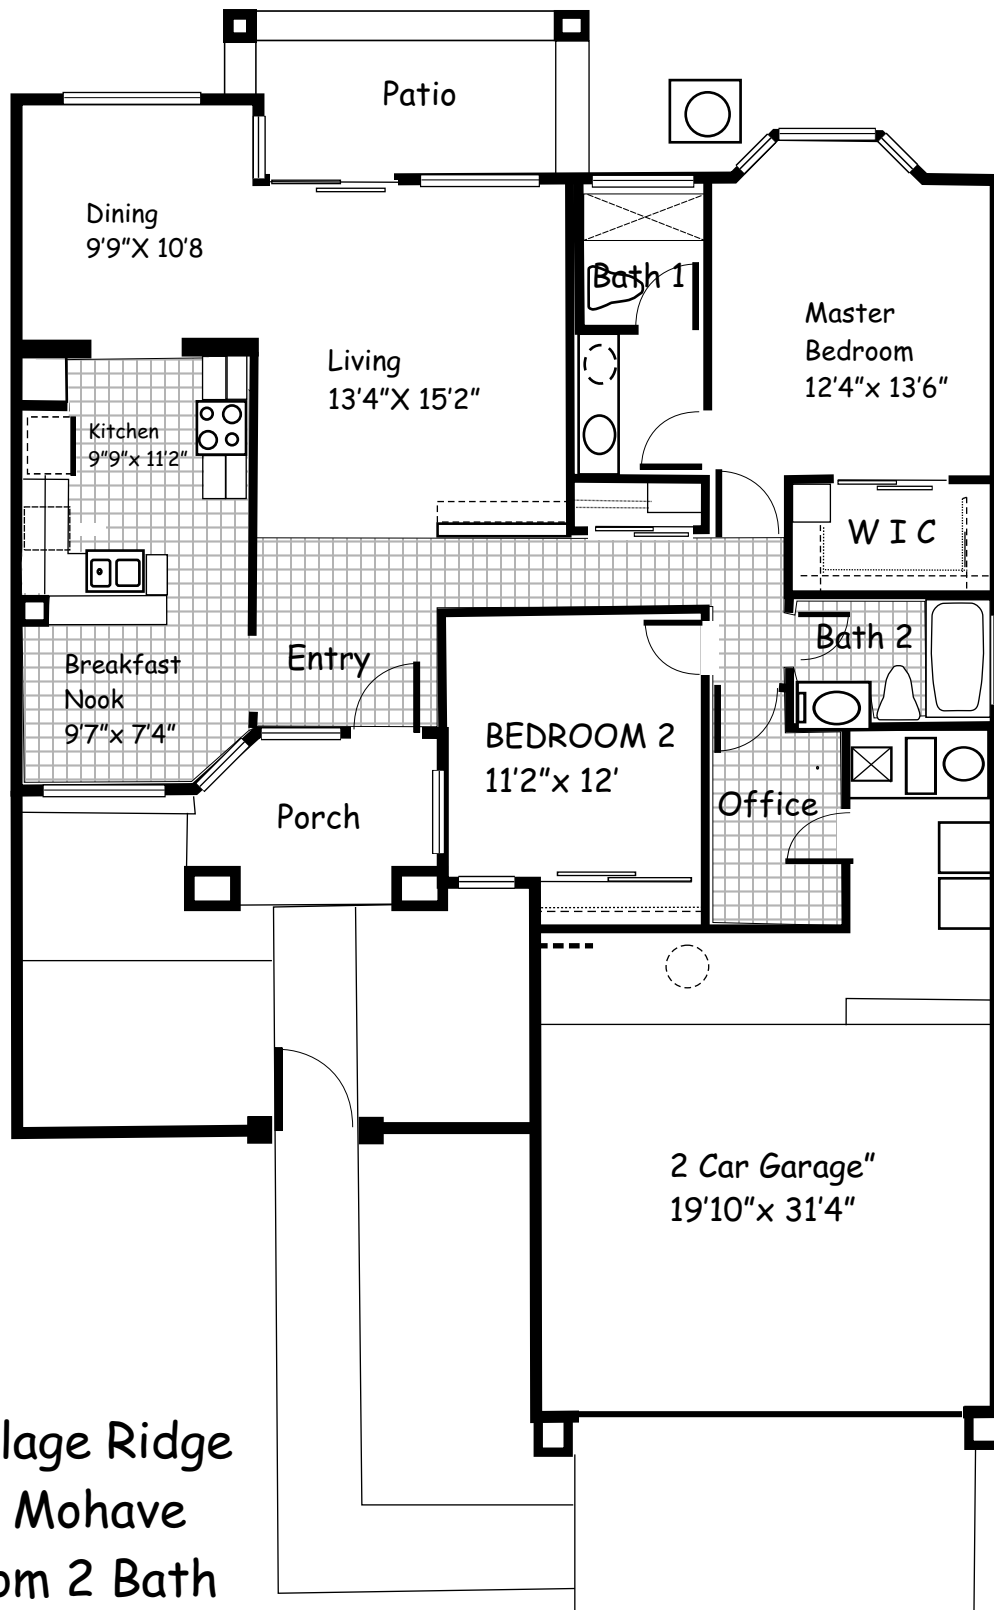 Patio
Dining
9'9"X 10'8
Bath 1
Master
Bedroom
12'4"x 13'6"
Living
13'4"X 15'2"
Kitchen
9"9"x 11'2"
W I C
Bath 2
Entry
Breakfast
Nook
9'7"x 7'4"
BEDROOM 2
11'2"x 12'
Office
Porch
2 Car Garage"
19'10"x 31'4"
lage Ridge
Mohave
om 2 Bath